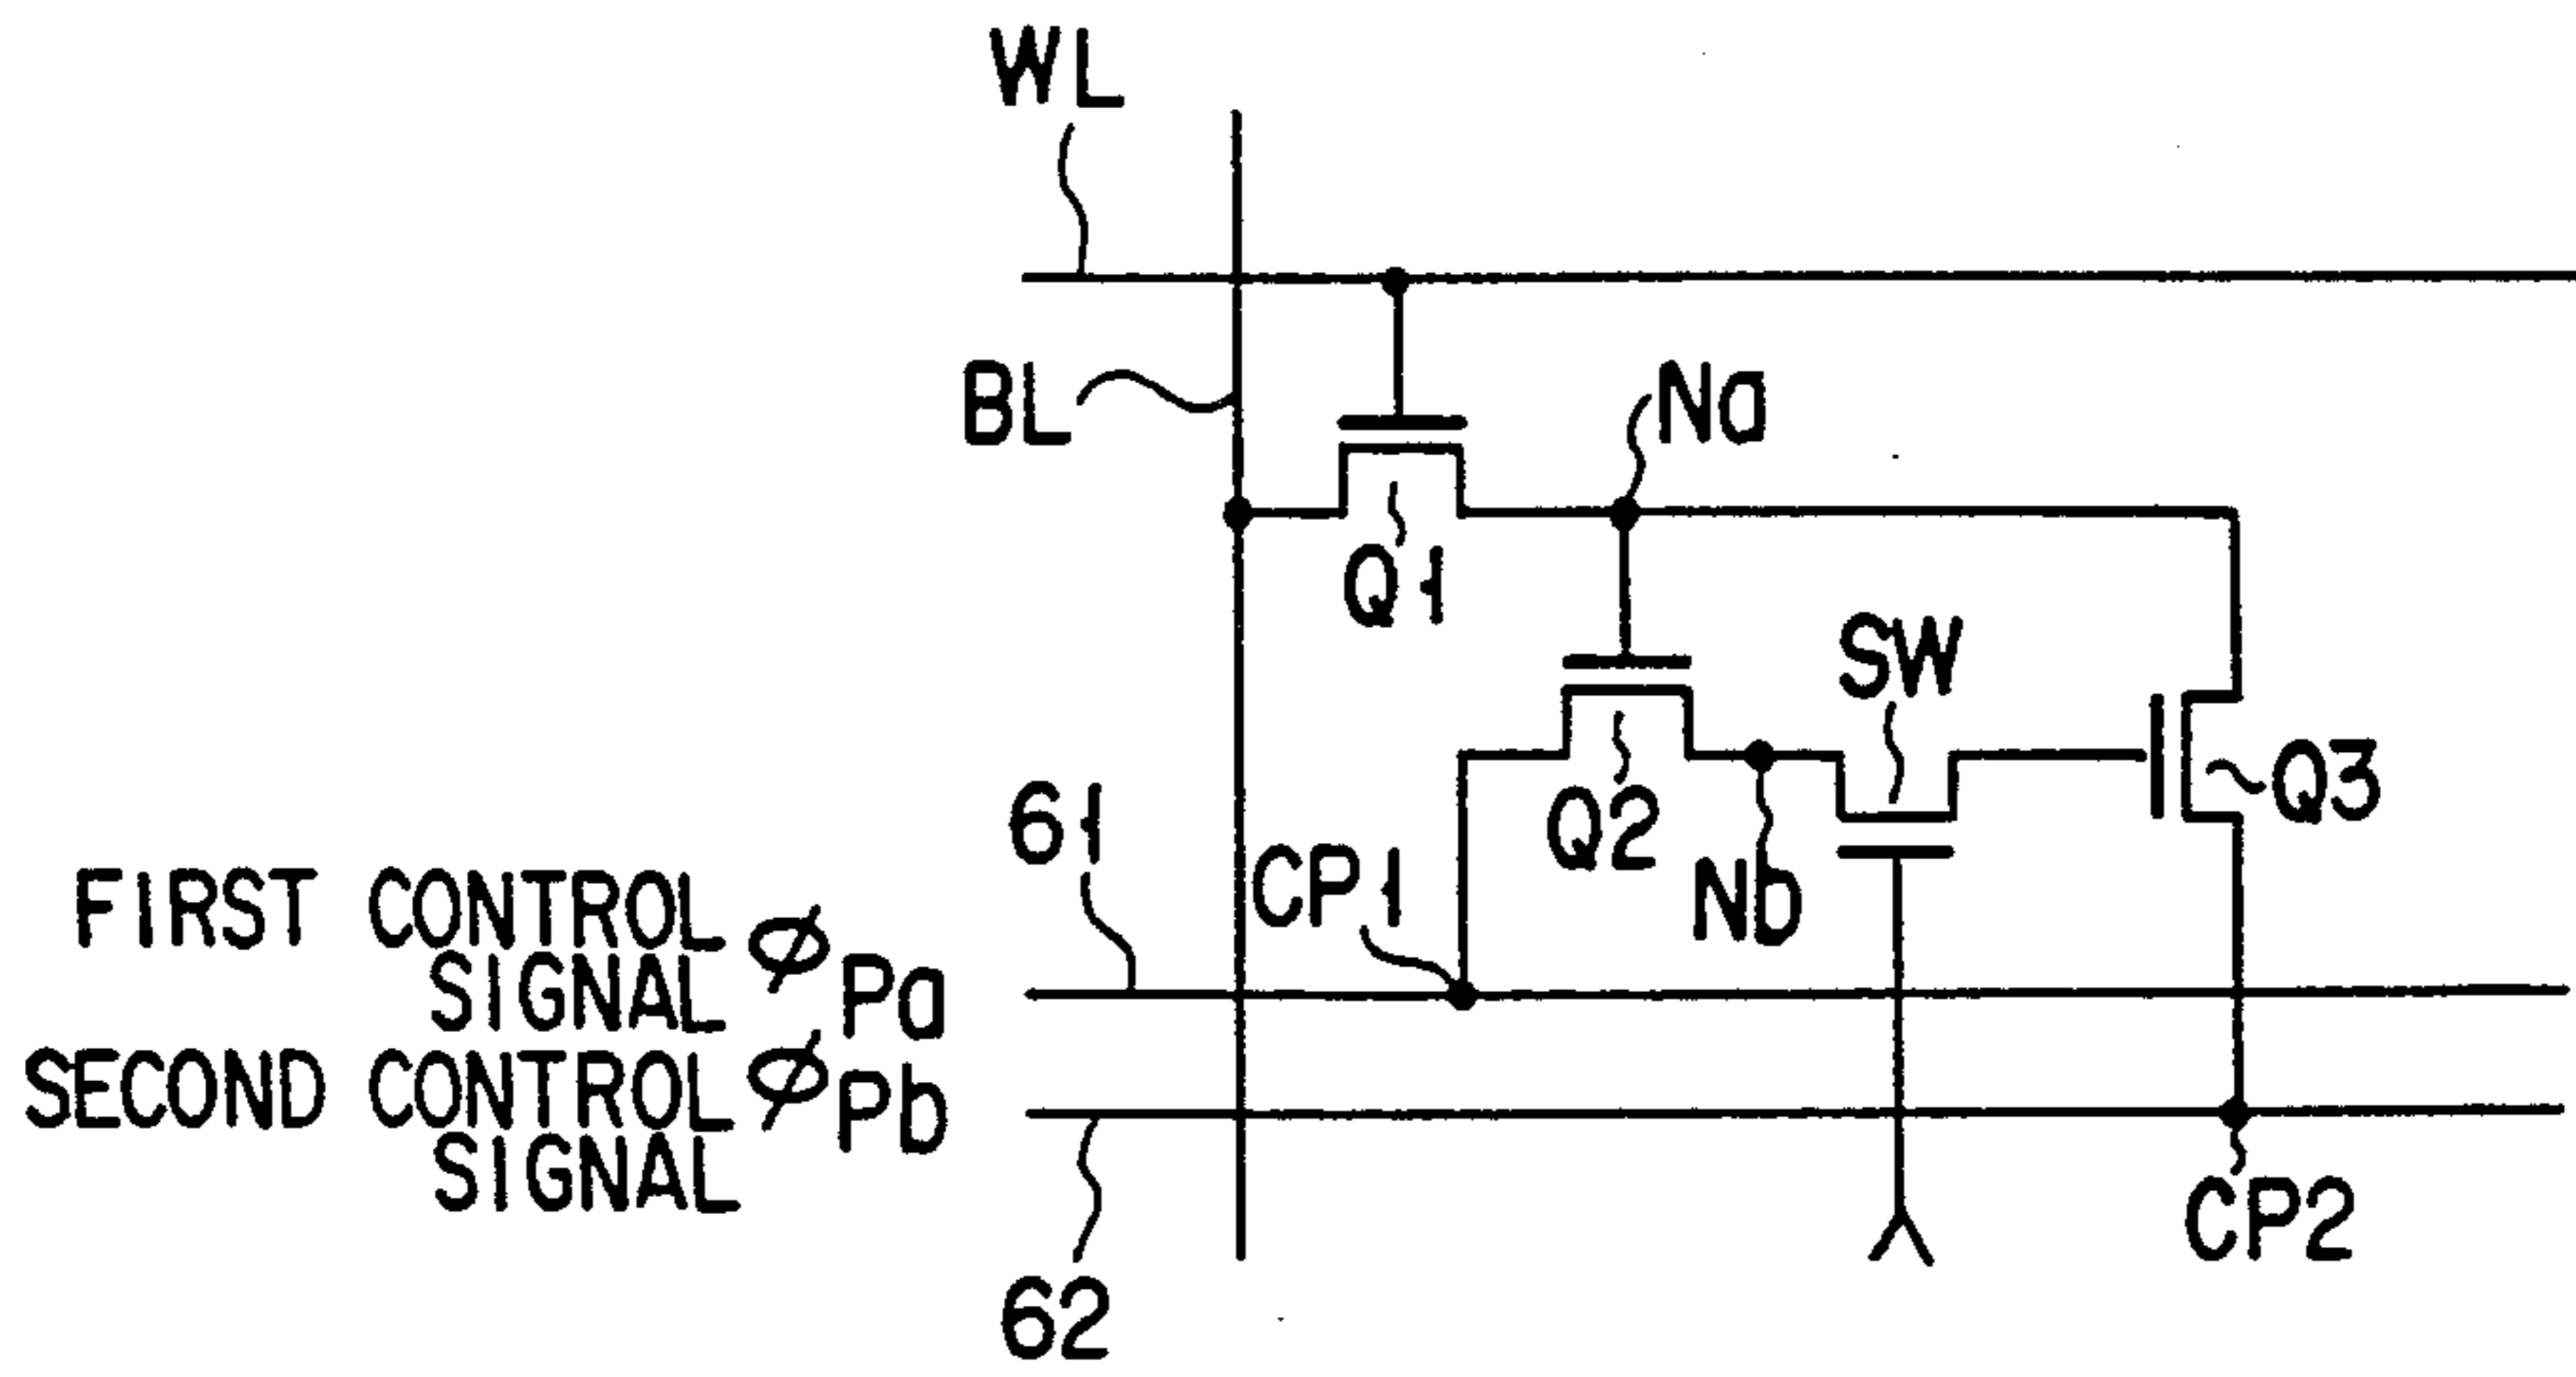 WL
BL
Na
Q1
SW
Q2
Q3
Nb
61
CP1
FIRST CONTROL
SIGNAL ϕPa
SECOND CONTROL
SIGNAL ϕPb
CP2
62